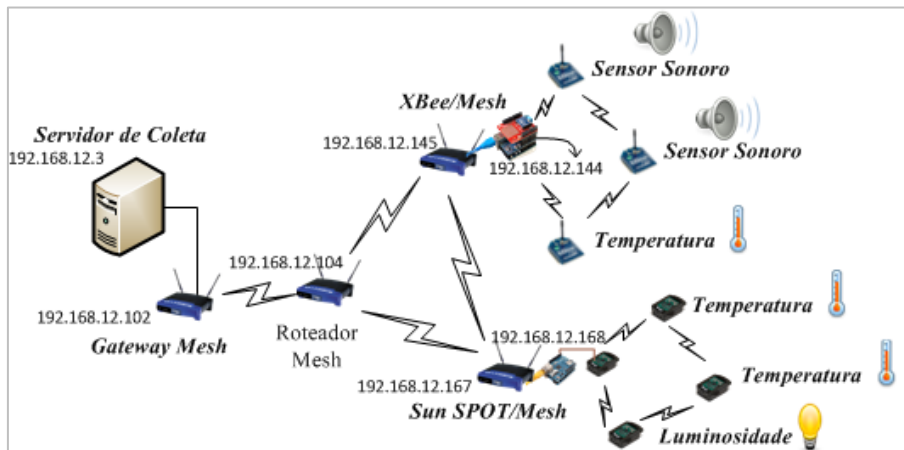 Sensor Sonoro
XBee/Mesh
Servidor de Coleta
192.168.12.3
192.168.12.145
192.168.12.144
Sensor Sonoro
Temperatura
192.168.12.104
192.168.12.102
Gateway Mesh
Roteador
Mesh
192.168.12.168
192.168.12.167
Sun SPOT/Mesh
Temperatura
Temperatura
Luminosidade